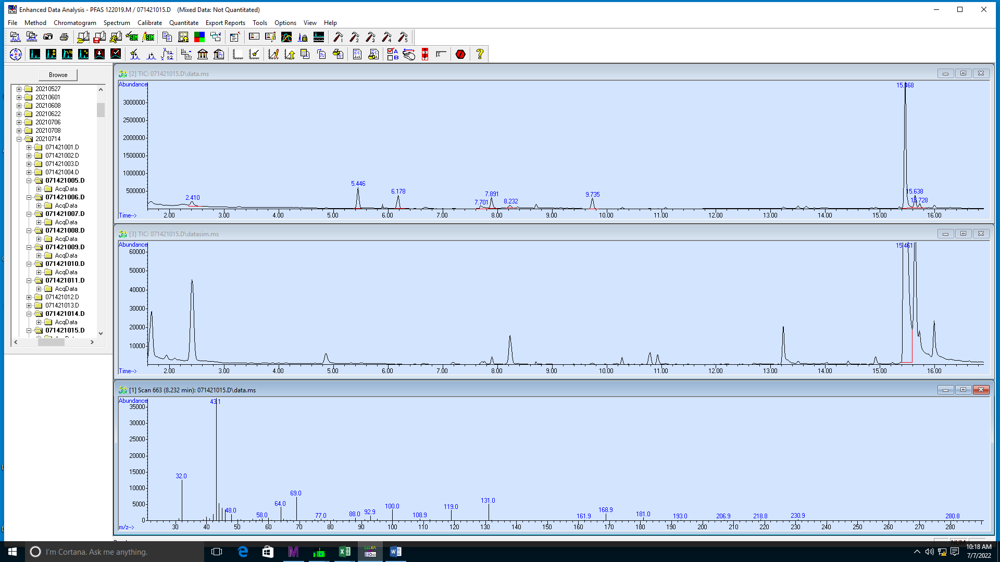 Enhanced Data Analysis - PFAS 122019.M / 071421015.D (Mixed Data: Not Quantitated)
File Method Chromatogram Spectrum Calibrate Quantitate Export Reports Tools Options View Help
Browse
20210527
20210601
20210608
20210622
20210706
20210708
20210714
071421001.D
071421002.D
071421003.D
071421004.D
071421005.D
AcqData
071421006.D
AcqData
071421007.D
AcqData
071421008.D
AcqData
071421009.D
AcqData
071421010.D
AcqData
071421011.D
AcqData
071421012.D
071421013.D
071421014.D
AcqData
071421015.D
[2] TIC: 071421015.D\data.ms
Abundance
15.468
3000000
2500000
2000000
1500000
1000000
500000
2.410 5.446 6.178 7.701 7.891 8.232 9.735 15.638 15.728
Time-->
2.00 3.00 4.00 5.00 6.00 7.00 8.00 9.00 10.00 11.00 12.00 13.00 14.00 15.00 16.00
[3] TIC: 071421015.D\datasim.ms
Abundance
15.461
60000
50000
40000
30000
20000
10000
Time-->
2.00 3.00 4.00 5.00 6.00 7.00 8.00 9.00 10.00 11.00 12.00 13.00 14.00 15.00 16.00
[1] Scan 663 (8.232 min): 071421015.D\data.ms
Abundance
43.1
35000
30000
25000
20000
15000
10000
5000
0
32.0 48.0 58.0 64.0 69.0 77.0 88.0 92.9 100.0 108.9 119.0 131.0 161.9 168.9 181.0 193.0 206.9 218.8 230.9 280.8
m/z-->
30 40 50 60 70 80 90 100 110 120 130 140 150 160 170 180 190 200 210 220 230 240 250 260 270 280
NUM
I'm Cortana. Ask me anything.
10:18 AM
7/7/2022